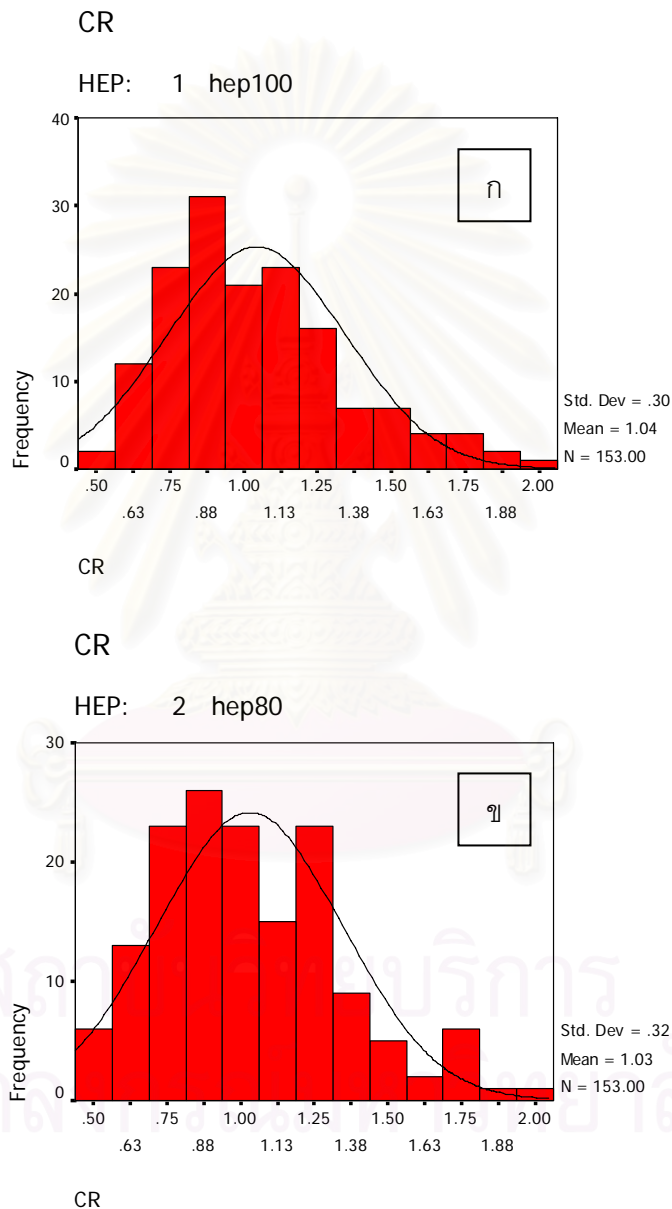 CR
HEP: 1 hep100
40
ก
30
20
10
0
Frequency
Std. Dev = .30
Mean = 1.04
N = 153.00
.50 .75 1.00 1.25 1.50 1.75 2.00
.63 .88 1.13 1.38 1.63 1.88
CR
CR
HEP: 2 hep80
30
ข
20
10
0
Frequency
Std. Dev = .32
Mean = 1.03
N = 153.00
.50 .75 1.00 1.25 1.50 1.75 2.00
.63 .88 1.13 1.38 1.63 1.88
CR